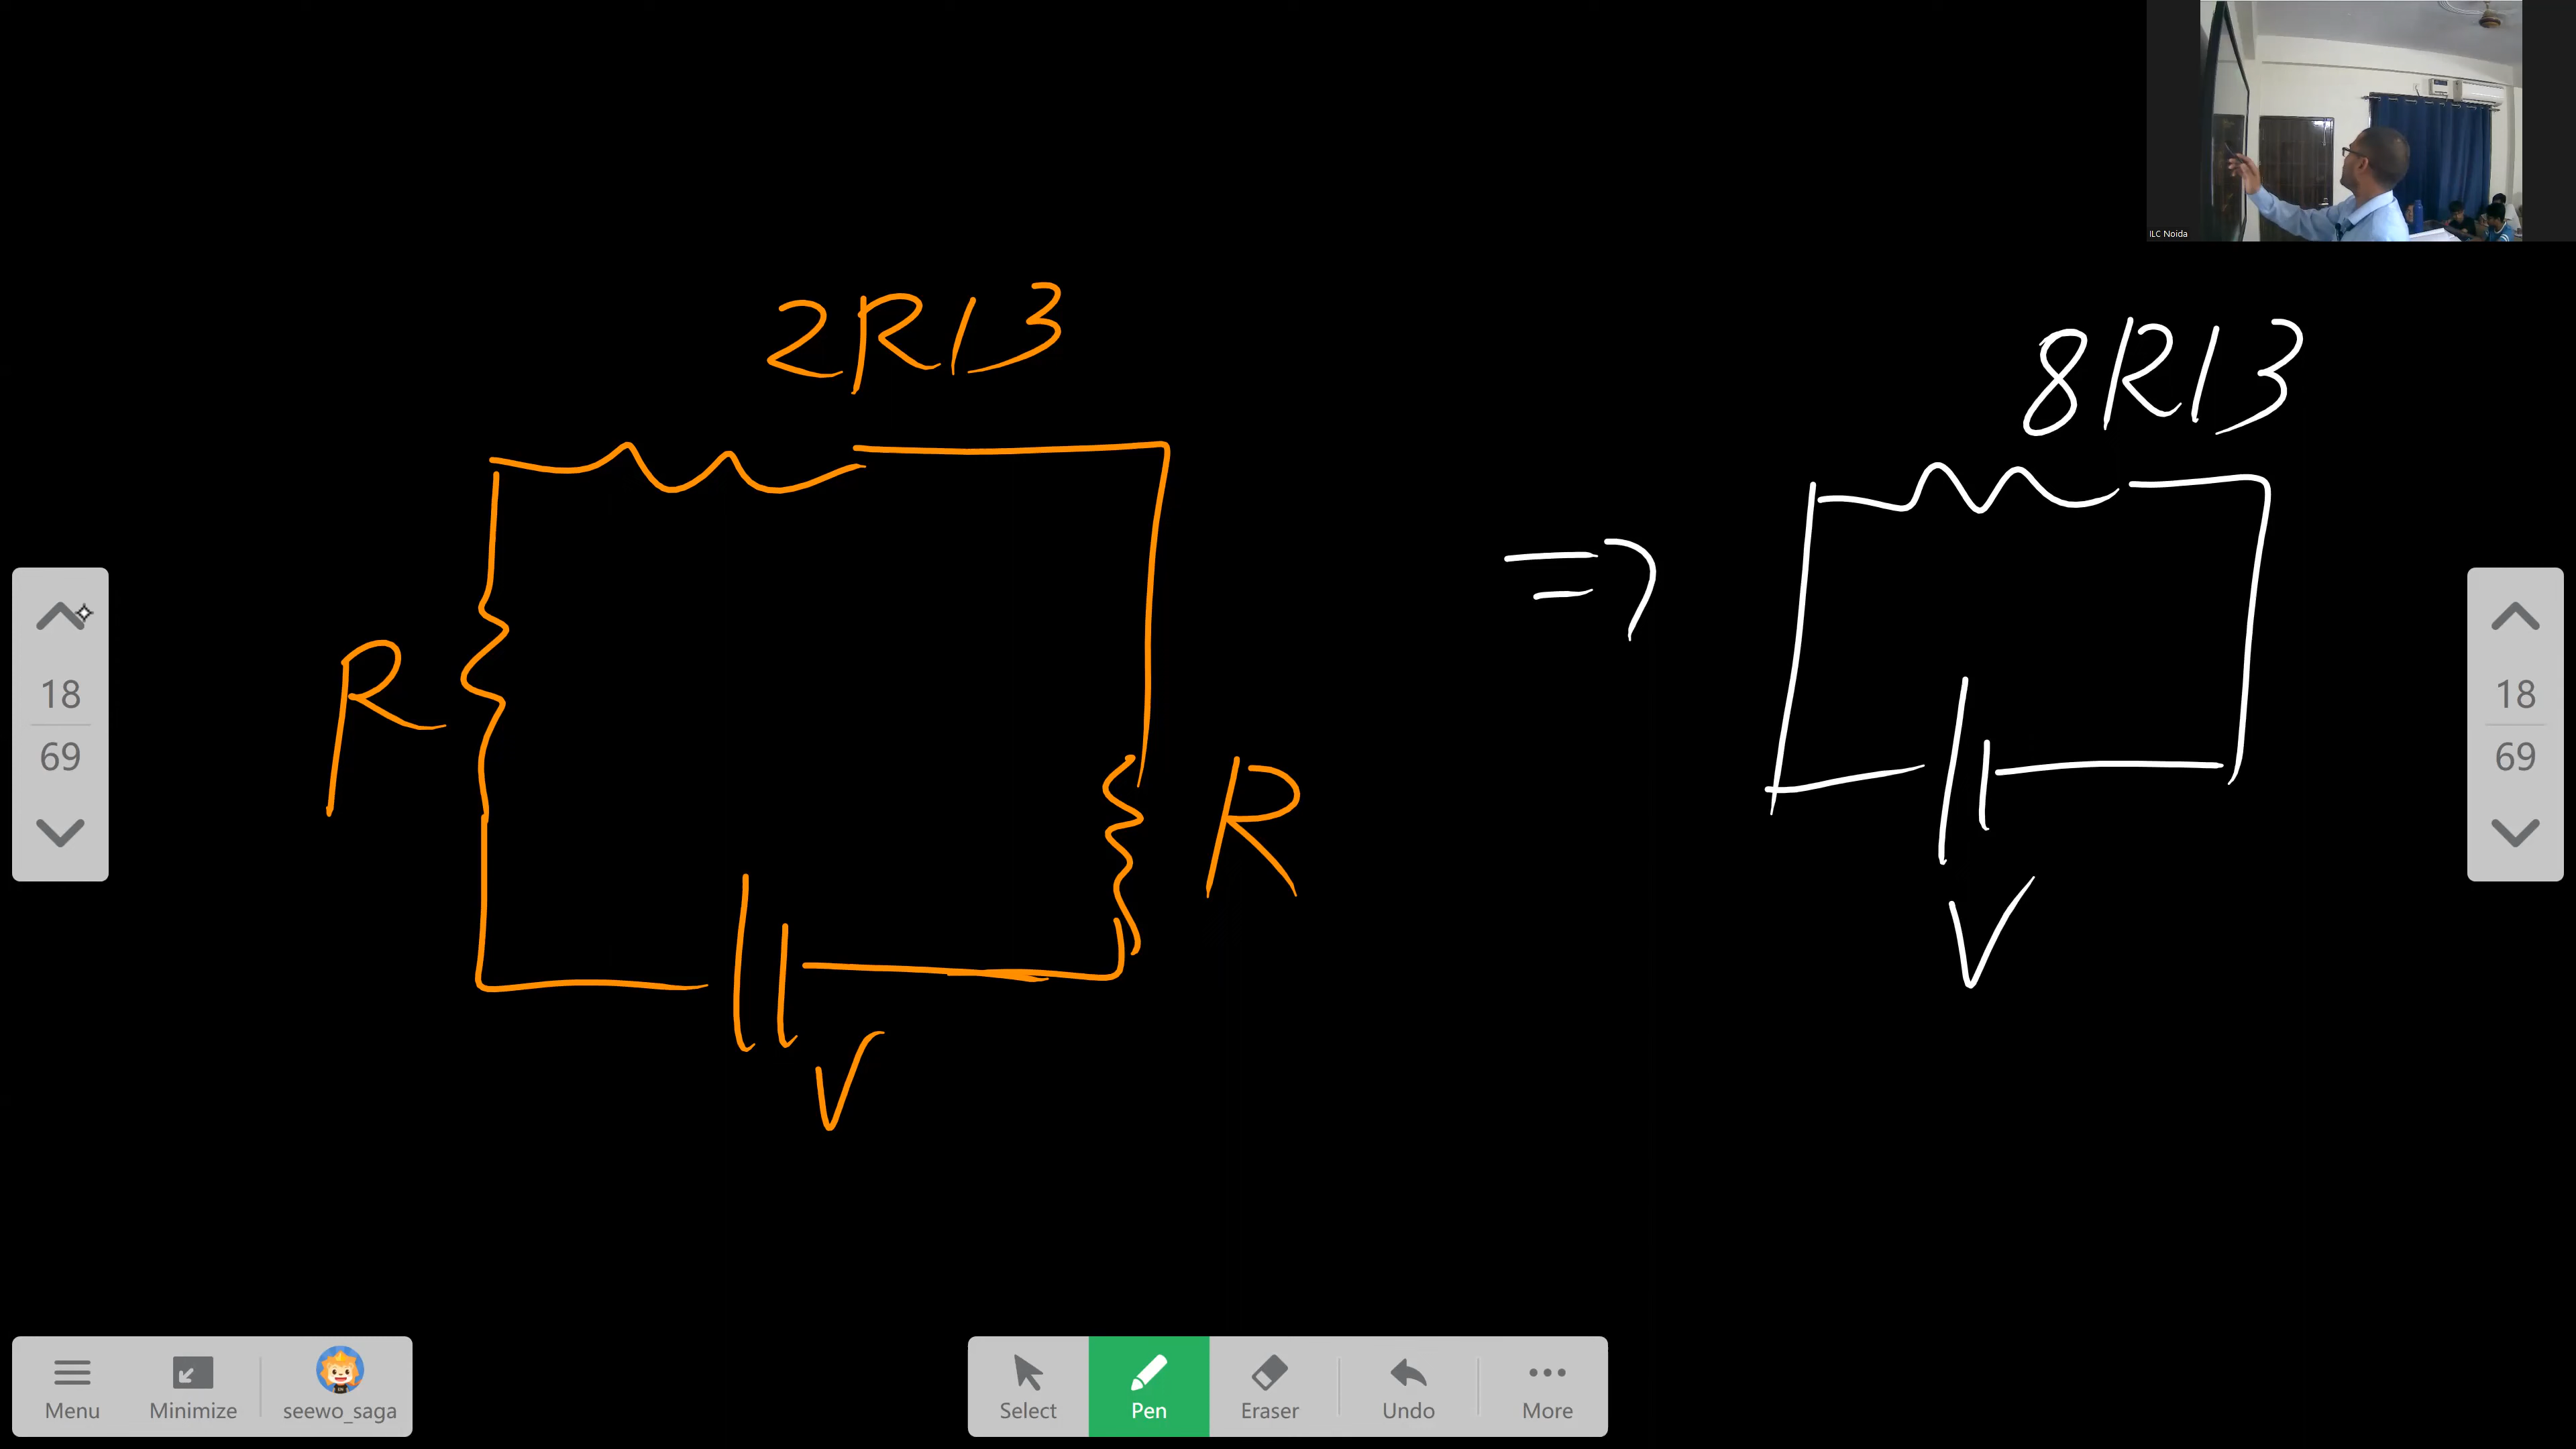 ILC Noida
2R/3
8R/3
=>
R
R
V
V
18
69
18
69
Menu
Minimize
seewo_saga
Select
Pen
Eraser
Undo
More